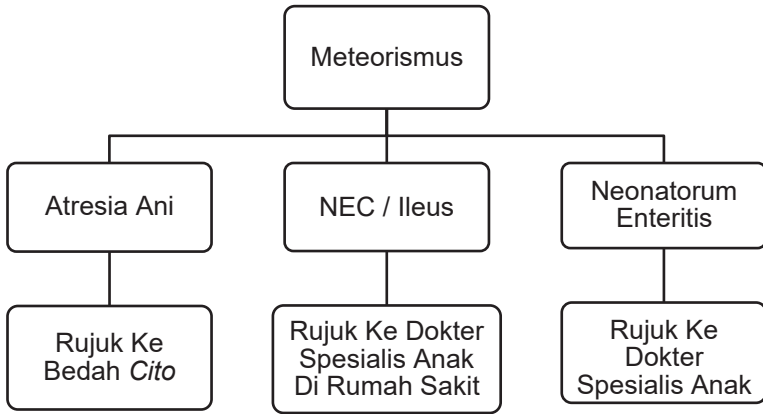 Meteorismus
Atresia Ani
NEC / Ileus
Neonatorum
Enteritis
Rujuk Ke
Bedah Cito
Rujuk Ke Dokter
Spesialis Anak
Di Rumah Sakit
Rujuk Ke
Dokter
Spesialis Anak